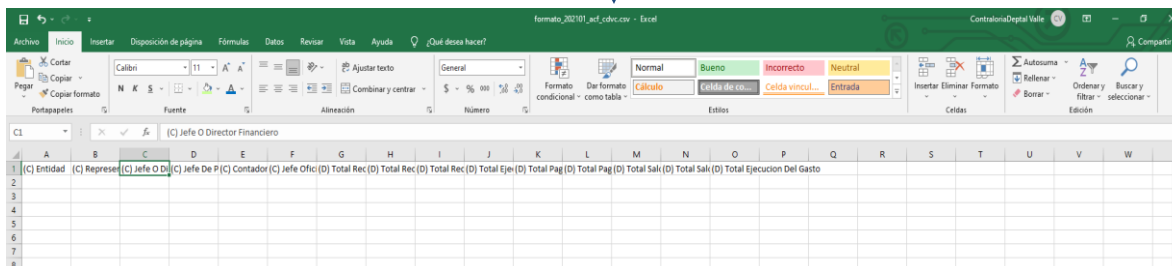 formato_202101_acf_cdvc.csv - Excel
ContraloriaDeptal Valle
CV
Archivo Inicio Insertar Disposición de página Fórmulas Datos Revisar Vista Ayuda ¿Qué desea hacer? Compartir
Pegar
Cortar
Copiar
Copiar formato
Portapapeles
Calibri 11
N K S
Fuente
Ajustar texto
Combinar y centrar
Alineación
General
$ % 000
Número
Formato condicional
Dar formato como tabla
Normal Bueno Incorrecto Neutral
Cálculo Celda de co... Celda vincul... Entrada
Estilos
Insertar Eliminar Formato
Celdas
Autosuma
Rellenar
Borrar
Ordenar y filtrar
Buscar y seleccionar
Edición
C1 fx (C) Jefe O Director Financiero
A B C D E F G H I J K L M N O P Q R S T U V W
1 (C) Entidad (C) Represer (C) Jefe O Di (C) Jefe De P (C) Contador (C) Jefe Ofici (D) Total Rec (D) Total Rec (D) Total Rec (D) Total Ejec (D) Total Pag (D) Total Pag (D) Total Sald (D) Total Sald (D) Total Ejecucion Del Gasto
2
3
4
5
6
7
8